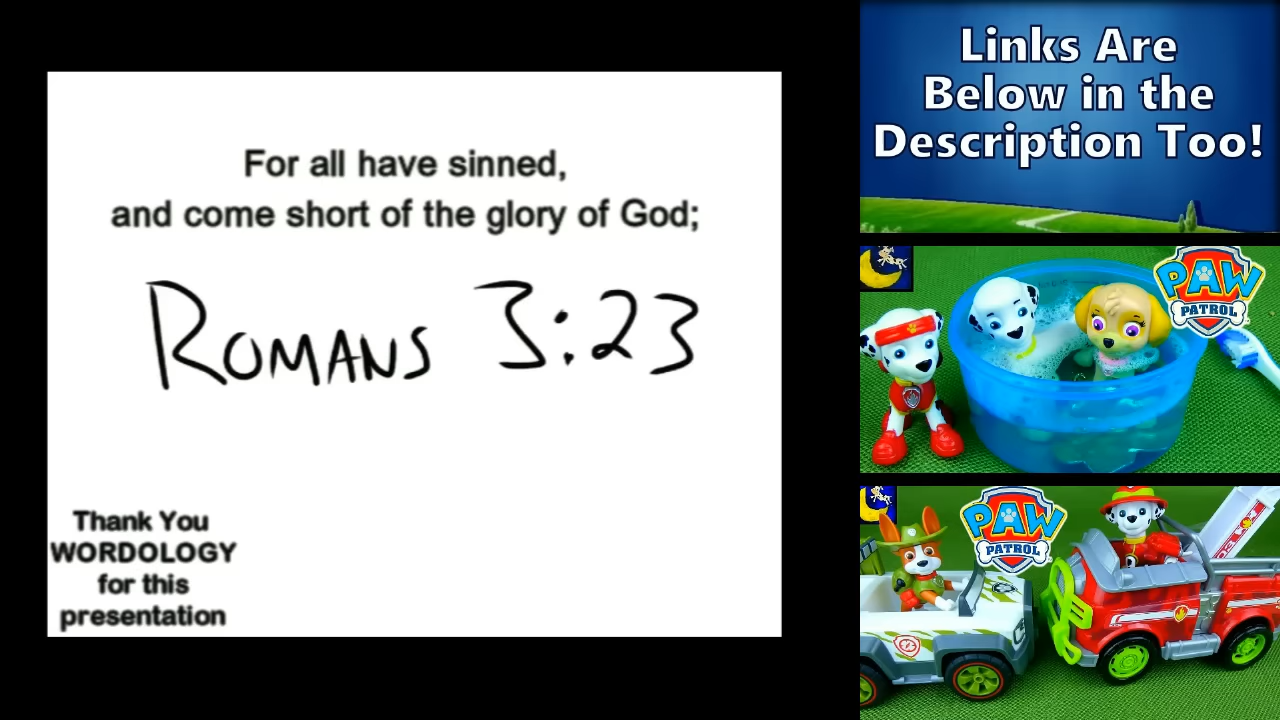 For all have sinned,
and come short of the glory of God;
ROMANS 3:23
Thank You
WORDOLOGY
for this
presentation
Links Are
Below in the
Description Too!
PAW
PATROL
PAW
PATROL